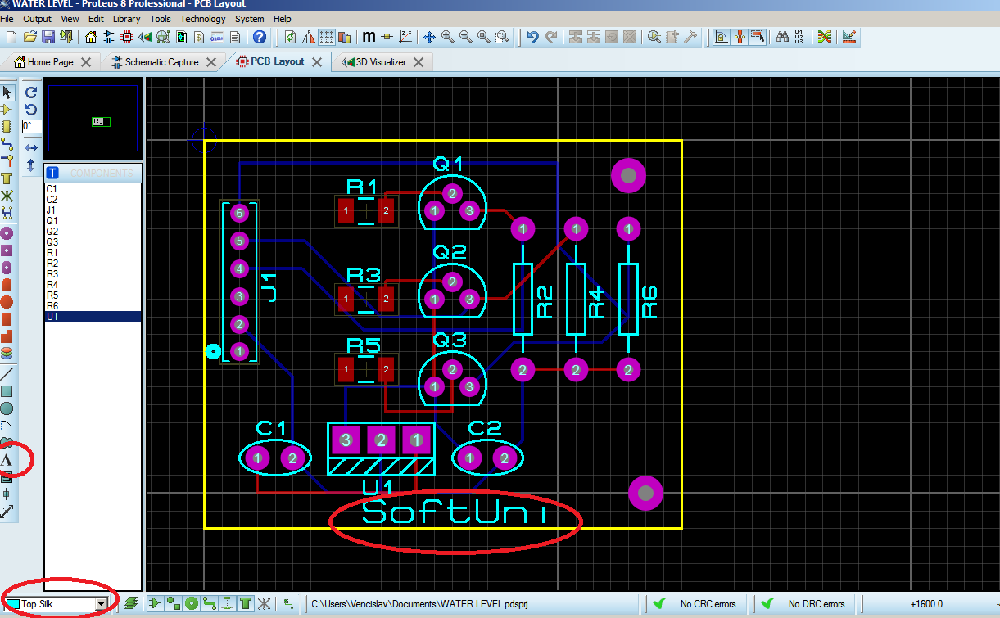 WATER LEVEL - Proteus 8 Professional - PCB Layout
File Output View Edit Library Tools Technology System Help
Home Page Schematic Capture PCB Layout 3D Visualizer
0°
T COMPONENTS
C1
C2
J1
Q1
Q2
Q3
R1
R2
R3
R4
R5
R6
U1
A
Q1
R1
1 2
2
1 3
6
5
4
3
2
1
J1
Q2
R3
1 2
2
1 3
Q3
R5
1 2
2
1 3
1 1 1
R2 R4 R6
2 2 2
C1
1 2
3 2 1
C2
1 2
U1
SoftUni
Top Silk
C:\Users\Vencislav\Documents\WATER LEVEL.pdsprj
No CRC errors
No DRC errors
+1600.0